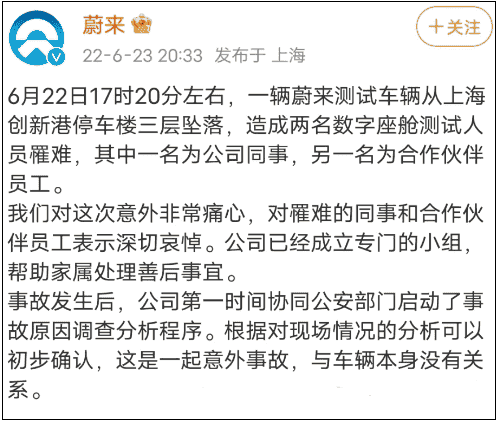 蔚来
+关注
22-6-23 20:33 发布于 上海
6月22日17时20分左右，一辆蔚来测试车辆从上海
创新港停车楼三层坠落，造成两名数字座舱测试人
员罹难，其中一名为公司同事，另一名为合作伙伴
员工。
我们对这次意外非常痛心，对罹难的同事和合作伙
伴员工表示深切哀悼。公司已经成立专门的小组，
帮助家属处理善后事宜。
事故发生后，公司第一时间协同公安部门启动了事
故原因调查分析程序。根据对现场情况的分析可以
初步确认，这是一起意外事故，与车辆本身没有关
系。